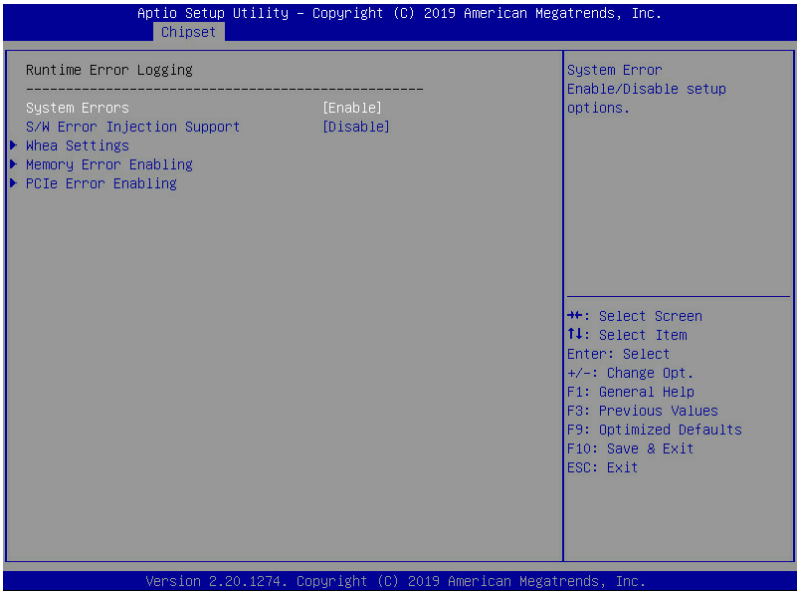 Aptio Setup Utility – Copyright (C) 2019 American Megatrends, Inc.
Chipset
Runtime Error Logging
--------------------------------------------------
System Errors [Enable]
S/W Error Injection Support [Disable]
Whea Settings
Memory Error Enabling
PCIe Error Enabling
System Error
Enable/Disable setup
options.
→←: Select Screen
↑↓: Select Item
Enter: Select
+/-: Change Opt.
F1: General Help
F3: Previous Values
F9: Optimized Defaults
F10: Save & Exit
ESC: Exit
Version 2.20.1274. Copyright (C) 2019 American Megatrends, Inc.